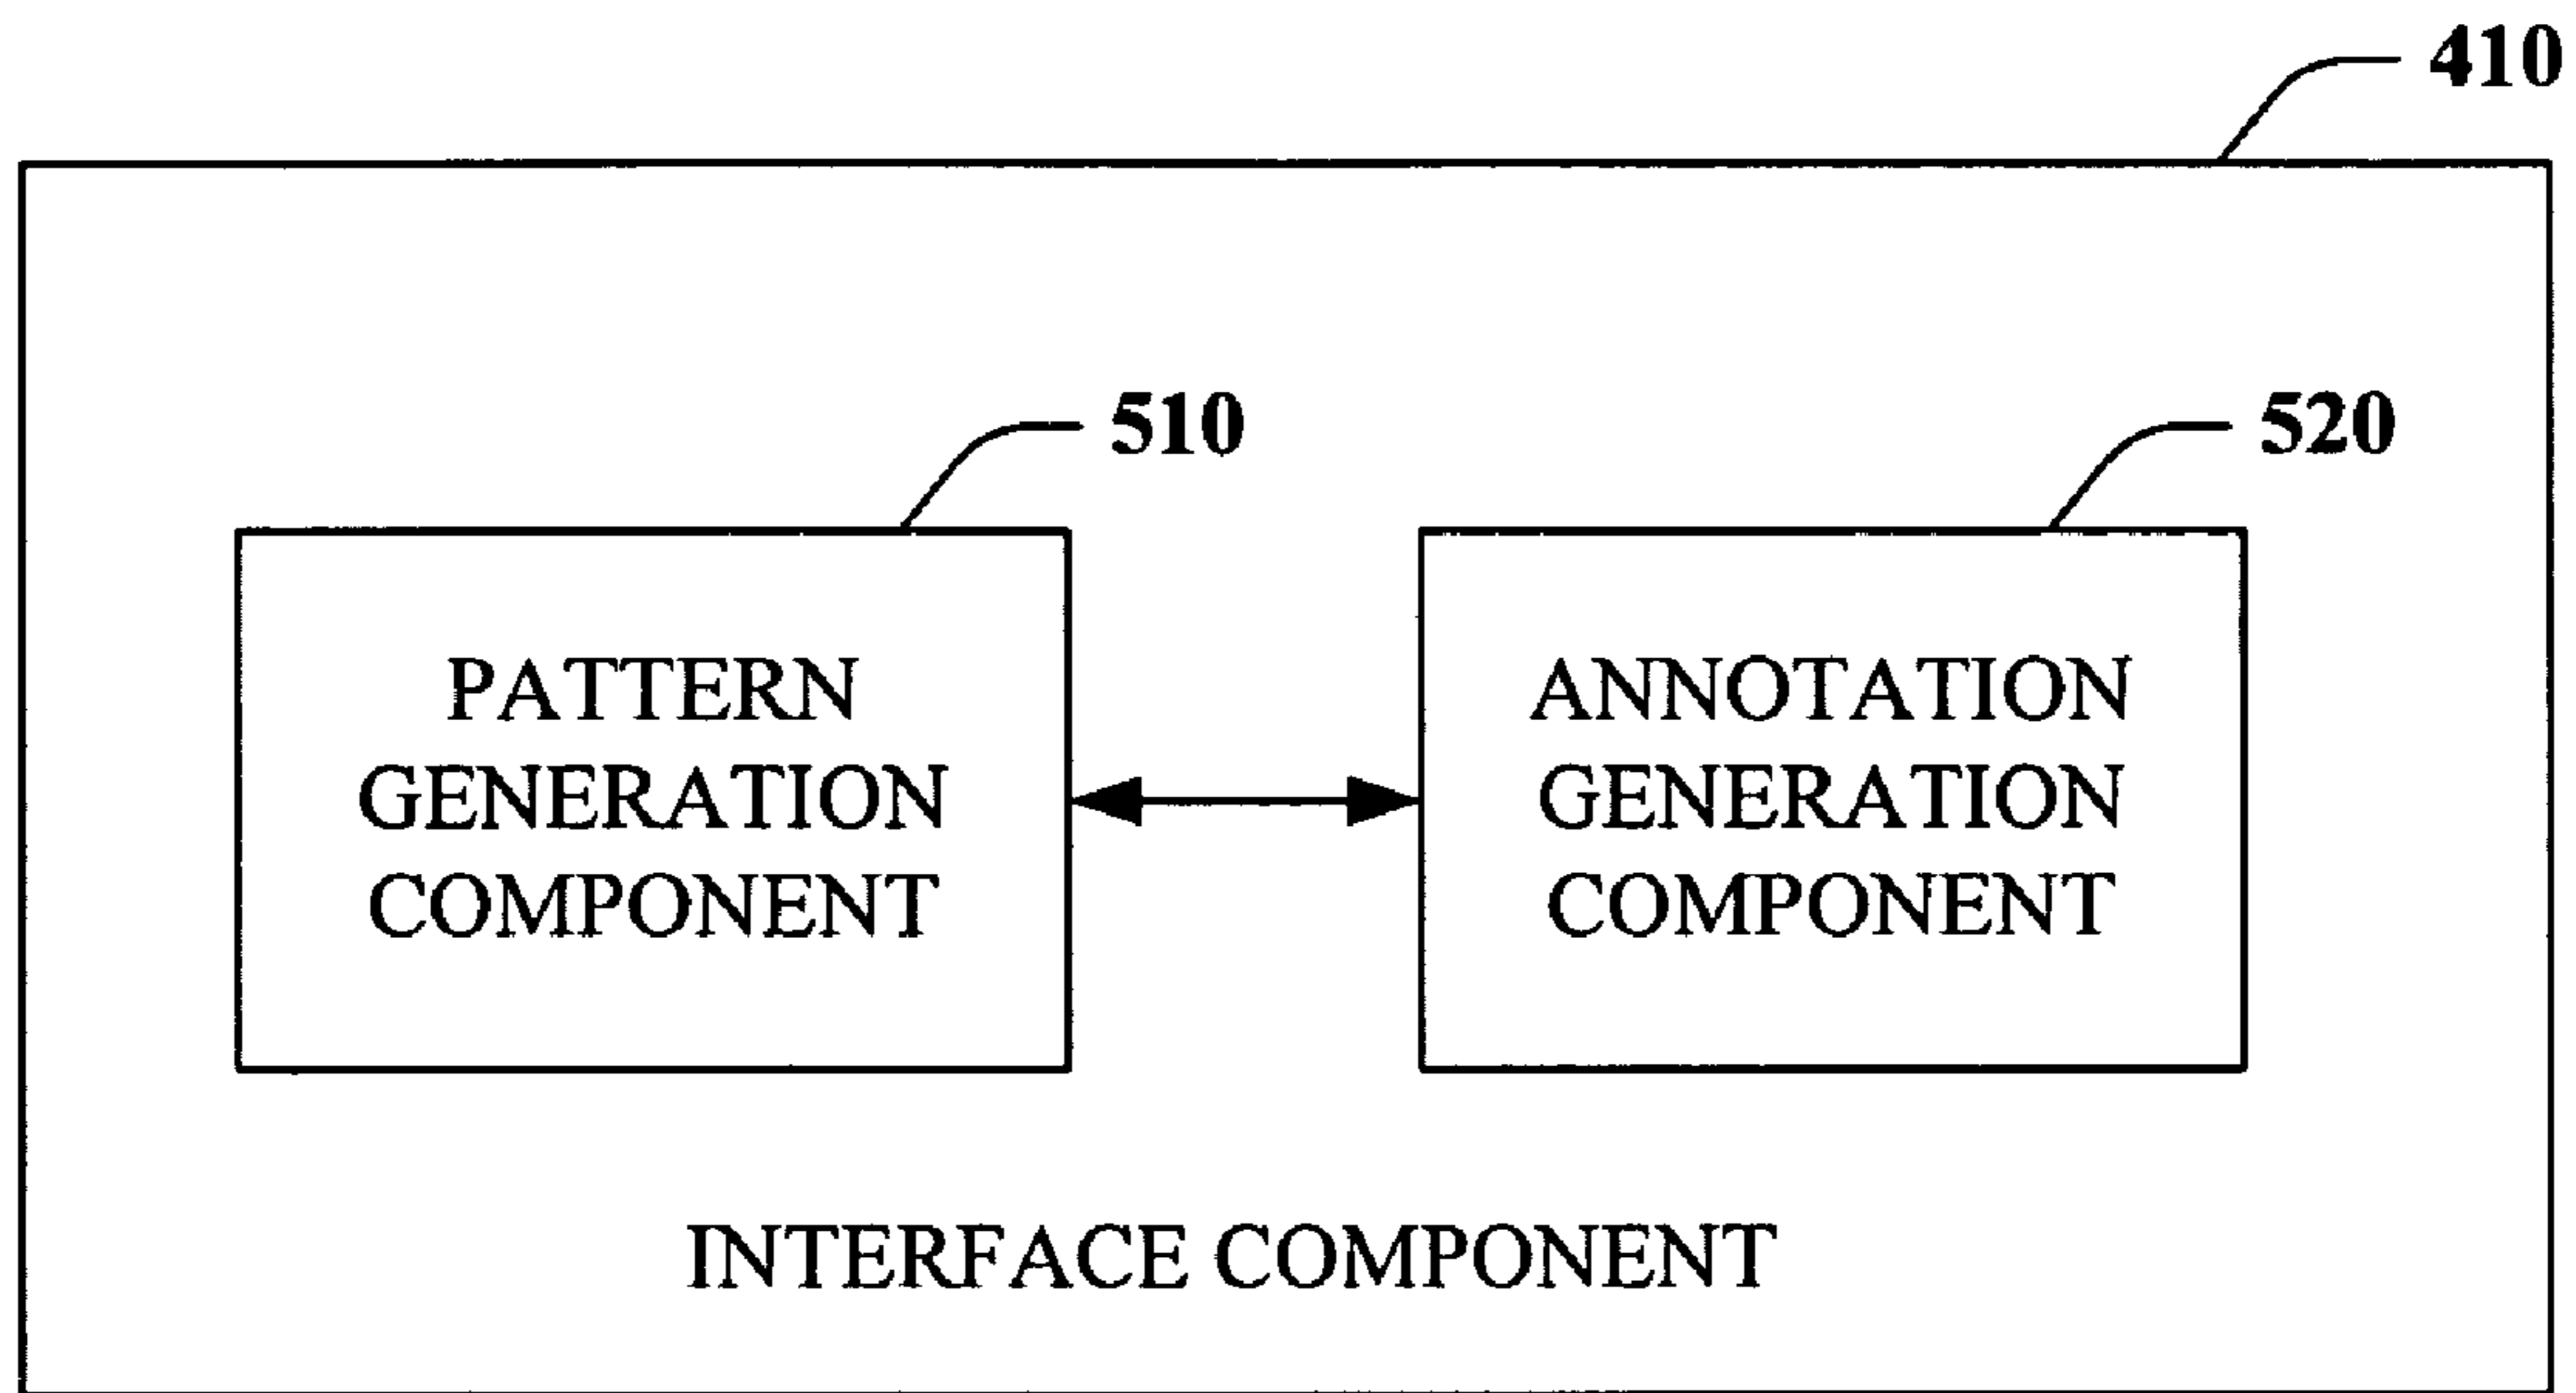 410
510
520
PATTERN
GENERATION
COMPONENT
ANNOTATION
GENERATION
COMPONENT
INTERFACE COMPONENT